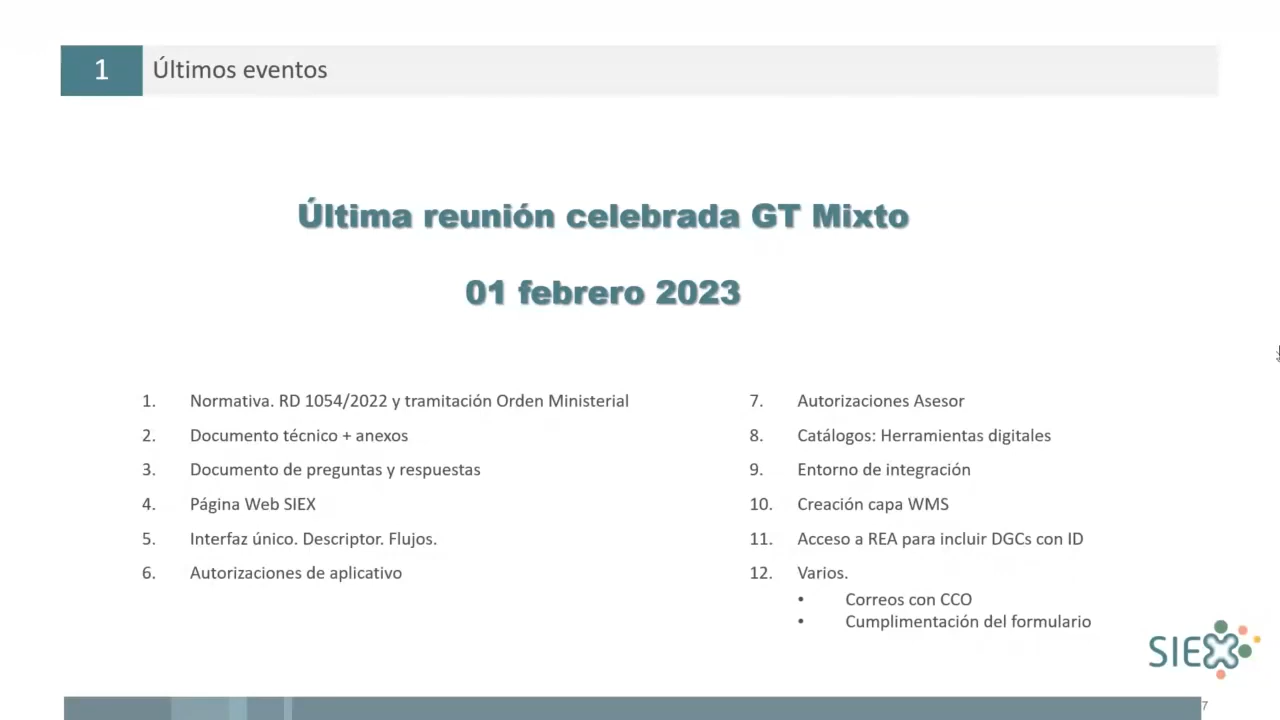 1 Últimos eventos
Última reunión celebrada GT Mixto
01 febrero 2023
1. Normativa. RD 1054/2022 y tramitación Orden Ministerial
2. Documento técnico + anexos
3. Documento de preguntas y respuestas
4. Página Web SIEX
5. Interfaz único. Descriptor. Flujos.
6. Autorizaciones de aplicativo
7. Autorizaciones Asesor
8. Catálogos: Herramientas digitales
9. Entorno de integración
10. Creación capa WMS
11. Acceso a REA para incluir DGCs con ID
12. Varios.
• Correos con CCO
• Cumplimentación del formulario
SIEX
7